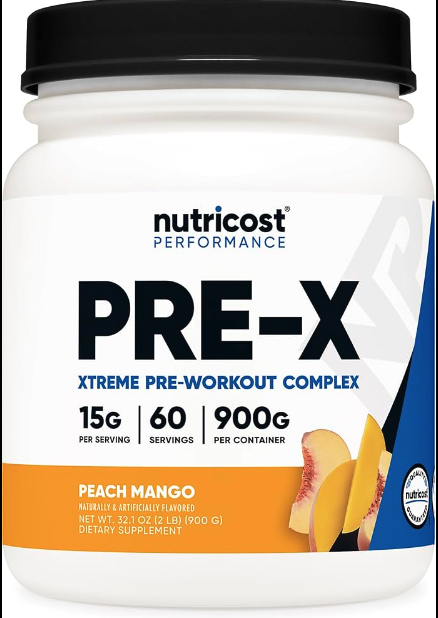 nutricost®
PERFORMANCE
PRE-X
XTREME PRE-WORKOUT COMPLEX
15G 60 900G
PER SERVING SERVINGS PER CONTAINER
PEACH MANGO
NATURALLY & ARTIFICIALLY FLAVORED
NET WT. 32.1 OZ (2 LB) (900 G)
DIETARY SUPPLEMENT
nutricost